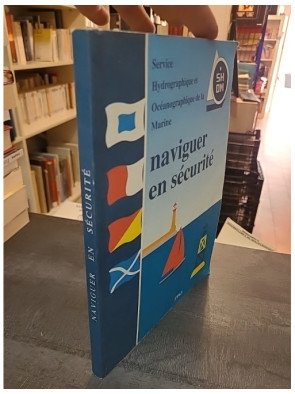 Service
Hydrographique et
Océanographique de la
Marine
SH
OM
naviguer
en sécurité
NAVIGUER EN SÉCURITÉ